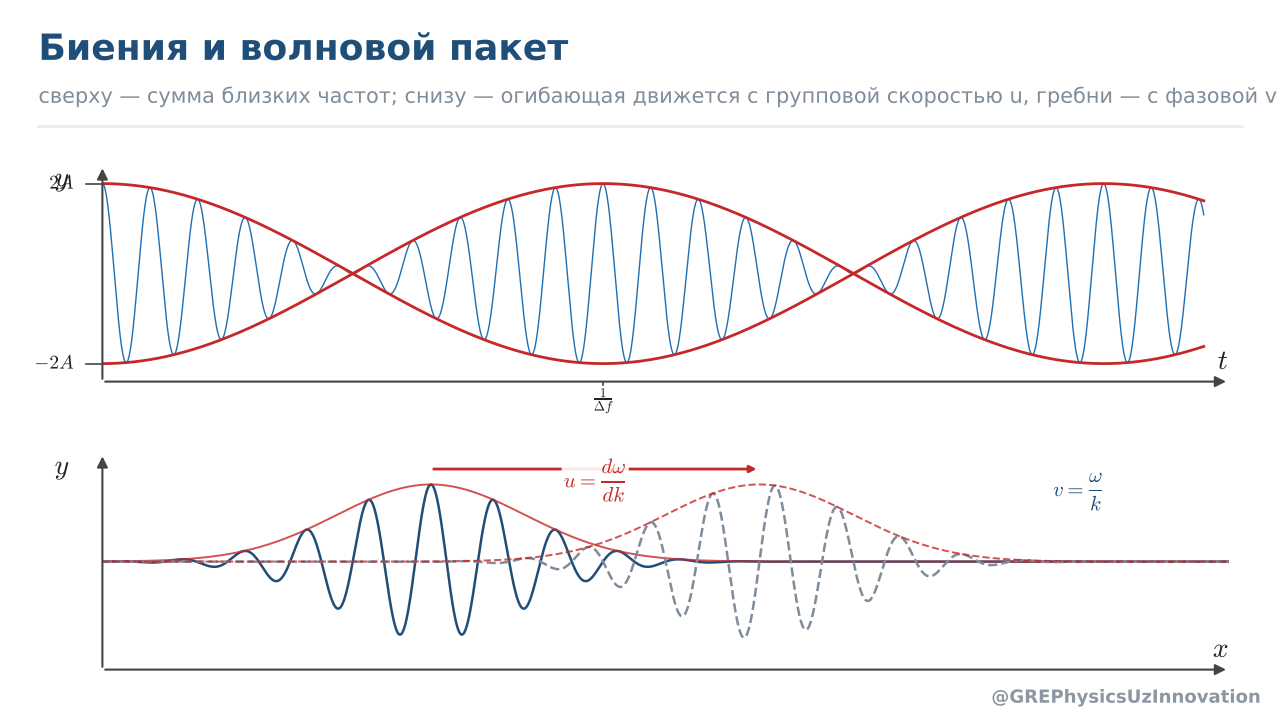 Биения и волновой пакет
сверху — сумма близких частот; снизу — огибающая движется с групповой скоростью u, гребни — с фазовой v
y
2A
−2A
t
1/Δf
y
u = dω/dk
v = ω/k
x
@GREPhysicsUzInnovation